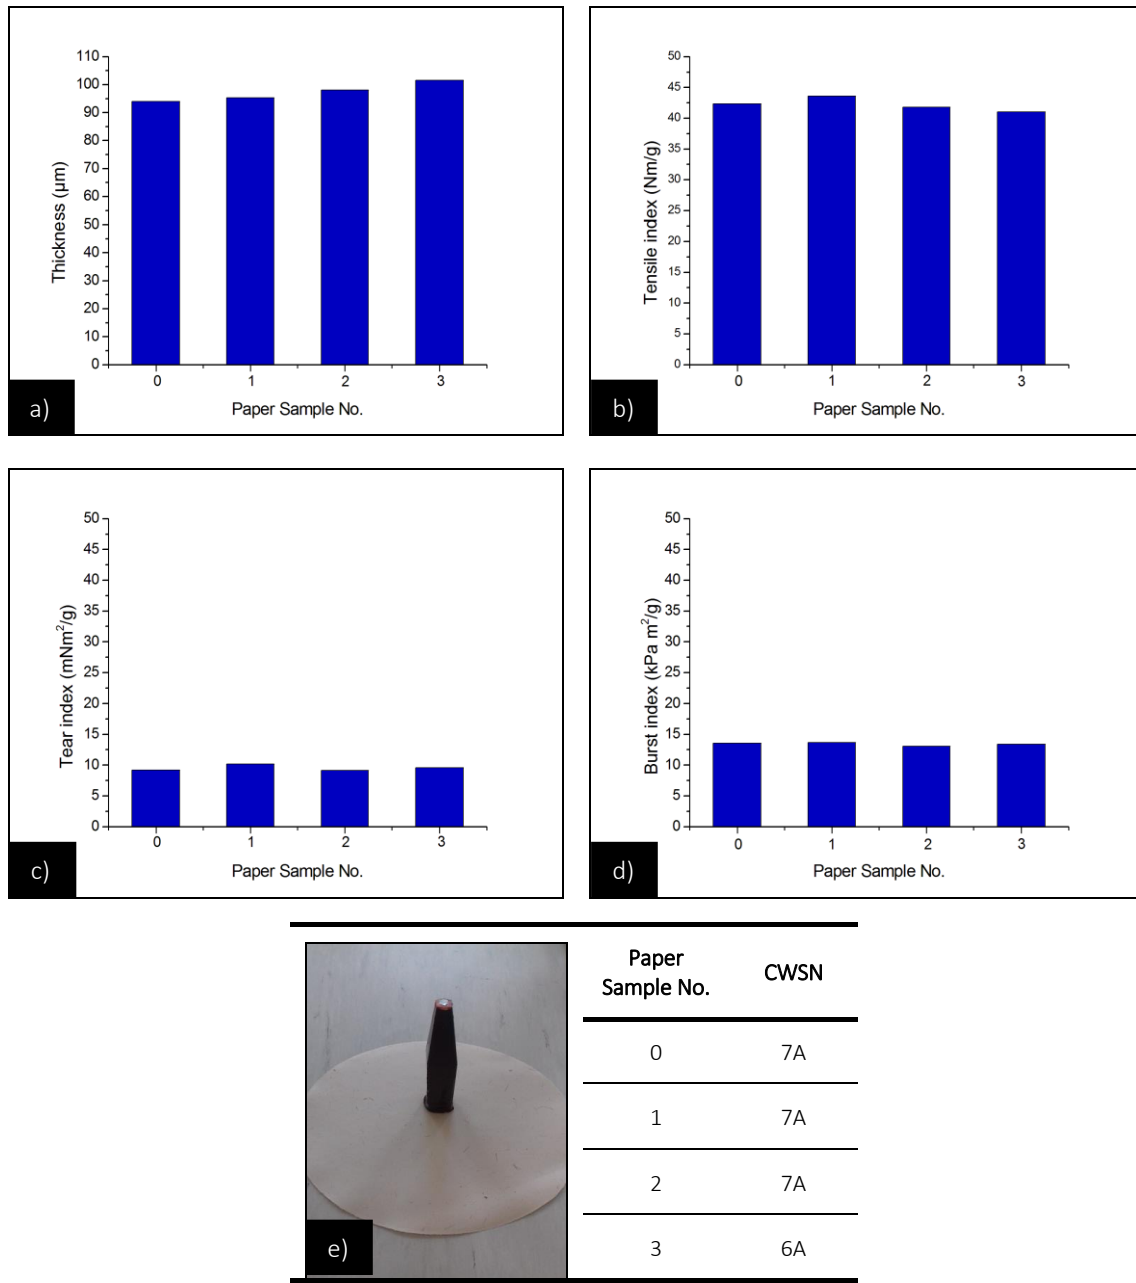 110
100
90
80
70
60
50
40
30
20
10
0
Thickness (µm)
0 1 2 3
Paper Sample No.
a)
50
45
40
35
30
25
20
15
10
5
0
Tensile index (Nm/g)
0 1 2 3
Paper Sample No.
b)
50
45
40
35
30
25
20
15
10
5
0
Tear index (mNm²/g)
0 1 2 3
Paper Sample No.
c)
50
45
40
35
30
25
20
15
10
5
0
Burst index (kPa m²/g)
0 1 2 3
Paper Sample No.
d)
e)
Paper
Sample No. CWSN
0 7A
1 7A
2 7A
3 6A